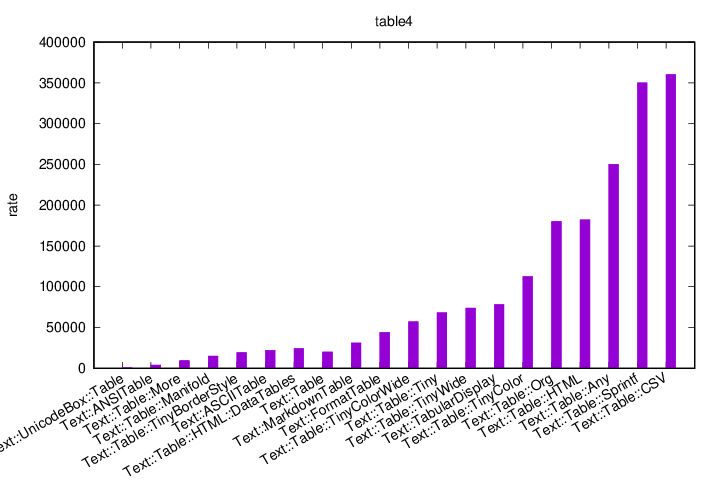 table4
400000
350000
300000
250000
200000
150000
100000
50000
0
rate
ext::UnicodeBox::Table
Text::ANSITable
Text::Table::More
Text::Table::Manifold
Text::Table::TinyBorderStyle
Text::ASCIITable
Text::Table::HTML::DataTables
Text::Table
Text::MarkdownTable
Text::FormatTable
Text::Table::TinyColorWide
Text::Table::Tiny
Text::Table::TinyWide
Text::TabularDisplay
Text::Table::TinyColor
Text::Table::Org
Text::Table::HTML
Text::Table::Any
Text::Table::Sprintf
Text::Table::CSV